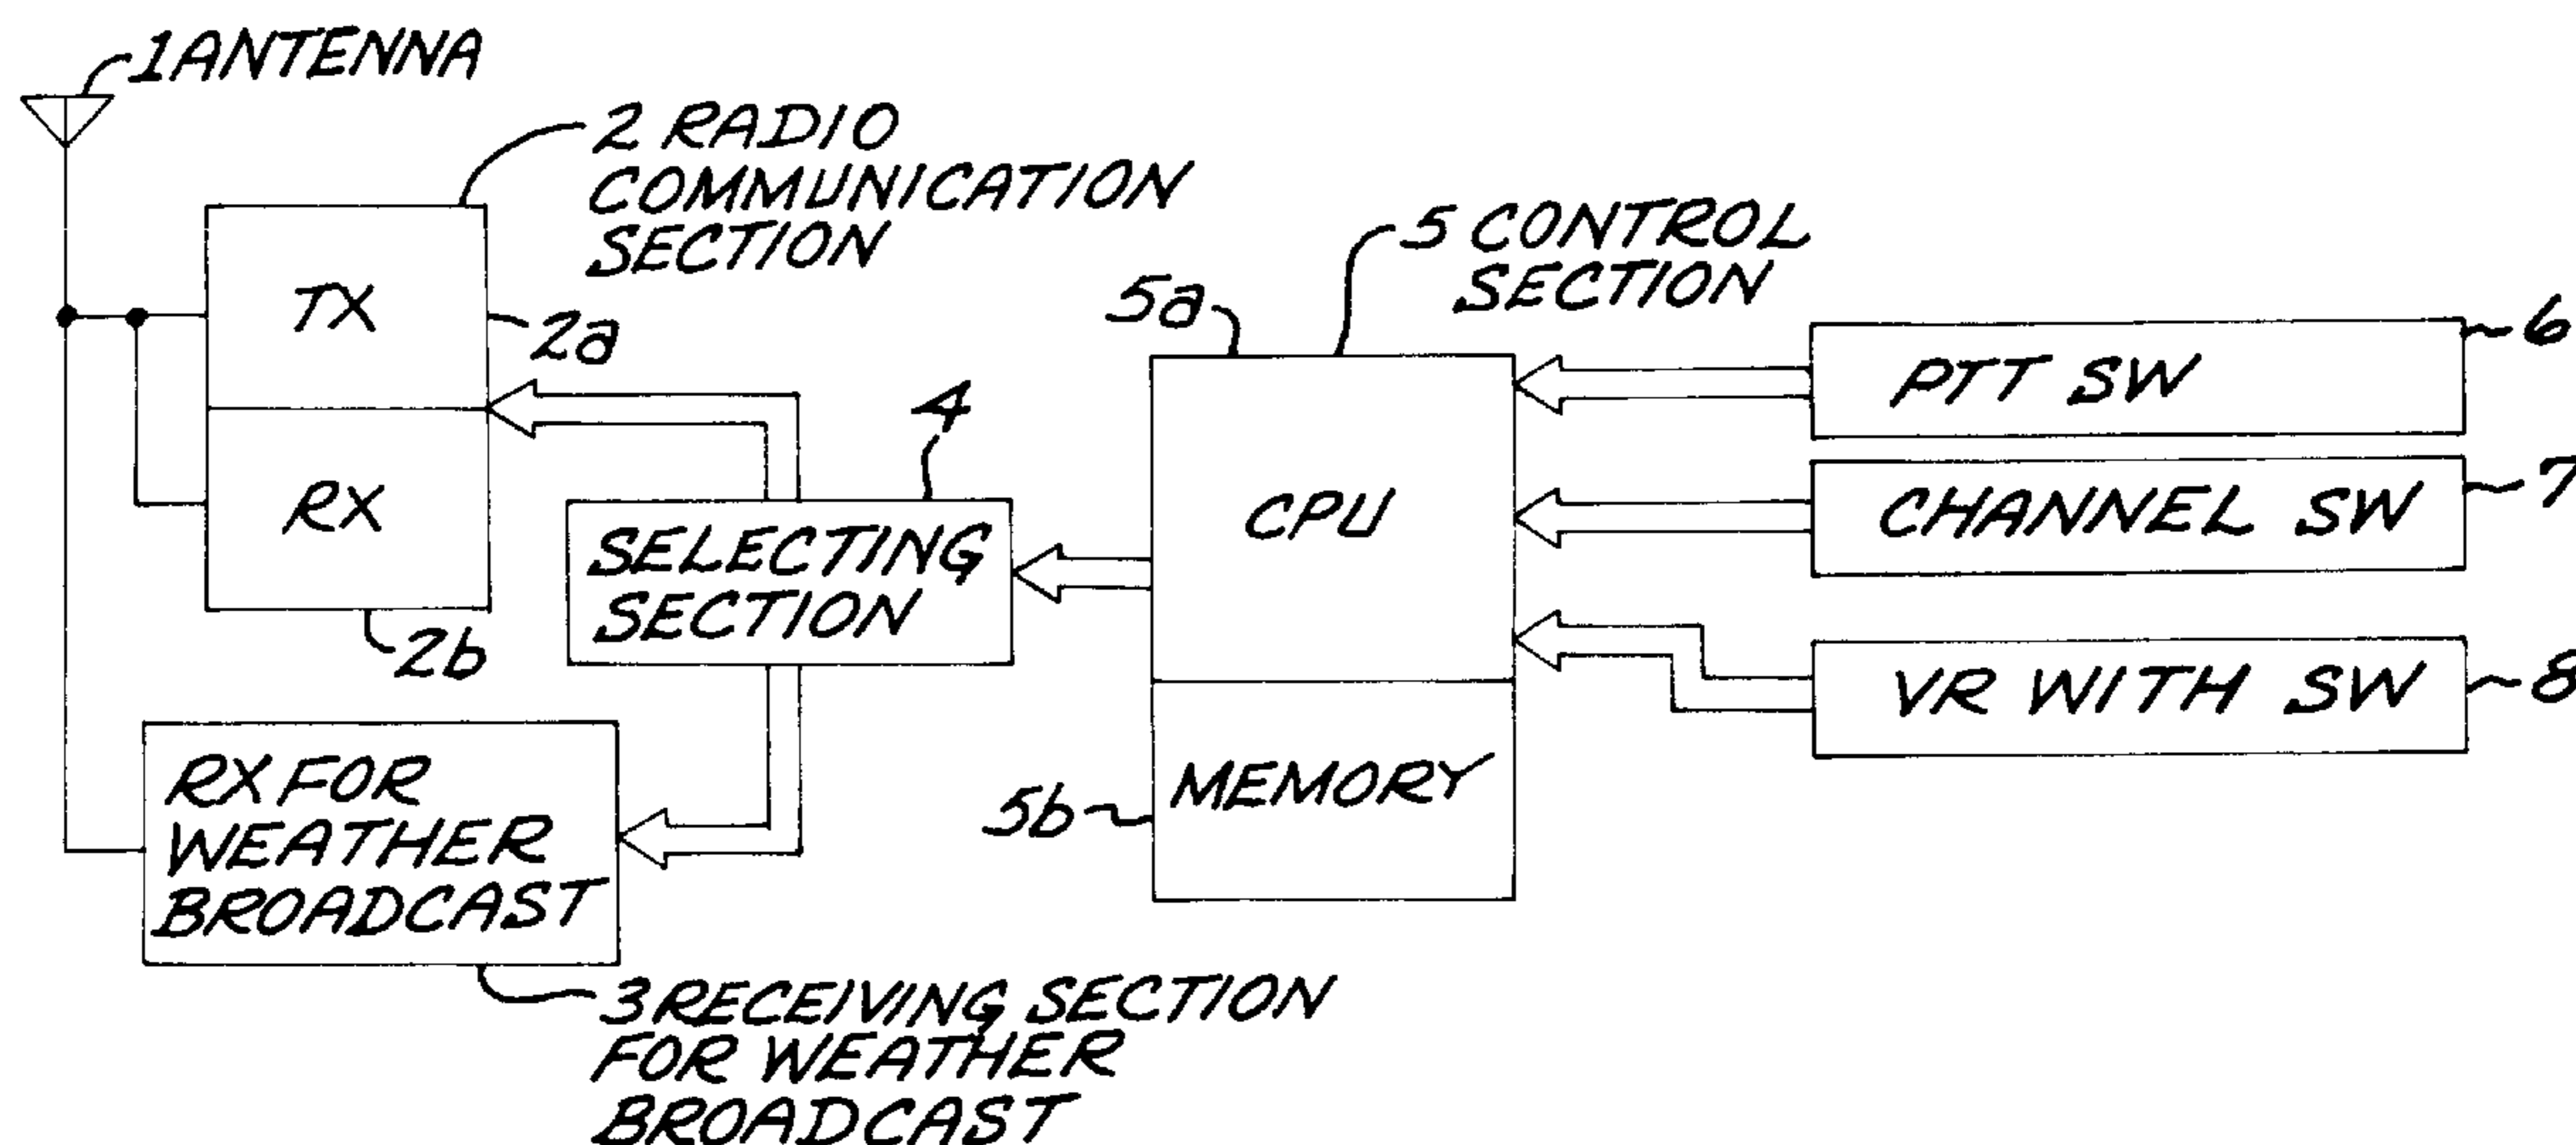 1 ANTENNA
2 RADIO
COMMUNICATION
SECTION
TX
2a
RX
2b
4
SELECTING
SECTION
RX FOR
WEATHER
BROADCAST
3 RECEIVING SECTION
FOR WEATHER
BROADCAST
5 CONTROL
SECTION
5a
CPU
5b
MEMORY
PTT SW
6
CHANNEL SW
7
VR WITH SW
8